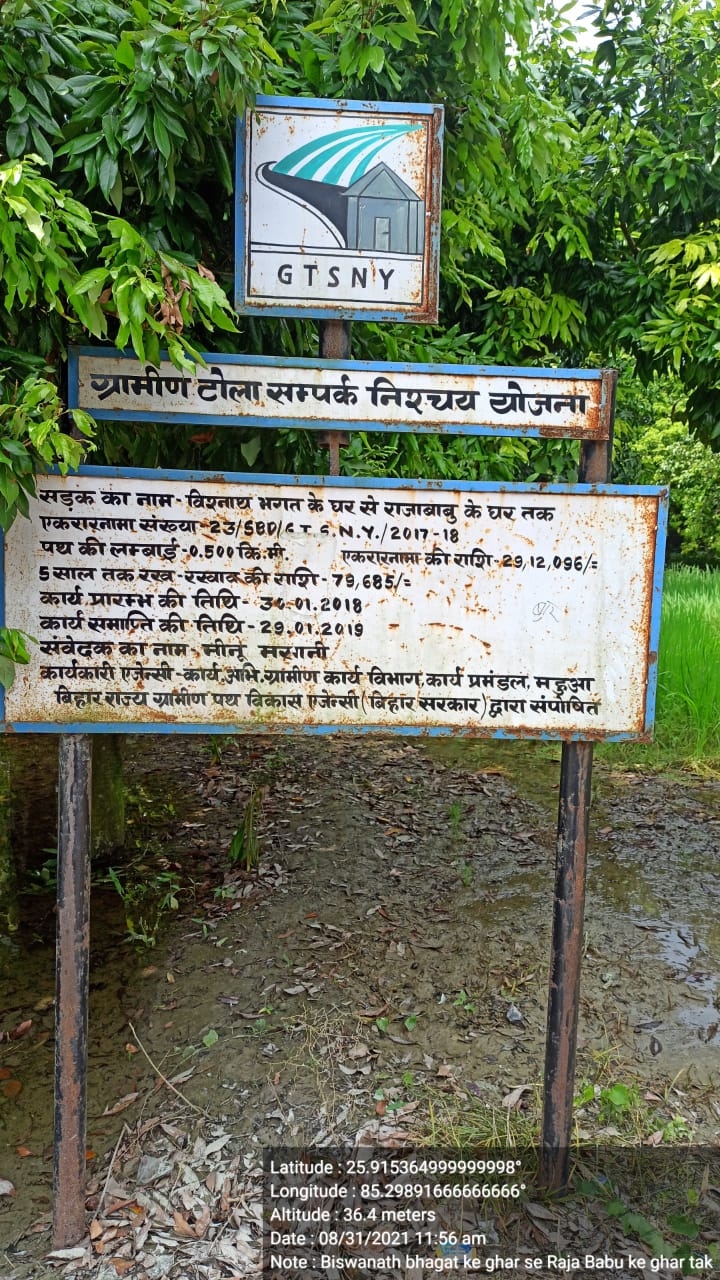 GTSNY
ग्रामीण टोला सम्पर्क निश्चय योजना
सड़क का नाम - विश्नाथ भगत के घर से राजाबाबु के घर तक
एकरारनामा संख्या - 23/SBD/G.T.S.N.Y./2017-18
पथ की लम्बाई - 0.500 कि.मी. एकरारनामा की राशि - 29,12,096/=
5 साल तक रख-रखाव की राशि - 79,685/=
कार्य प्रारम्भ की तिथि - 30.01.2018
कार्य समाप्ति की तिथि - 29.01.2019
संवेदक का नाम - मीनू
कार्यकारी एजेन्सी - कार्य. अभि. ग्रामीण कार्य विभाग, कार्य प्रमंडल, महुआ
बिहार राज्य ग्रामीण पथ विकास एजेन्सी (बिहार सरकार) द्वारा संपोषित
Latitude : 25.915364999999998°
Longitude : 85.29891666666666°
Altitude : 36.4 meters
Date : 08/31/2021 11:56 am
Note : Biswanath bhagat ke ghar se Raja Babu ke ghar tak